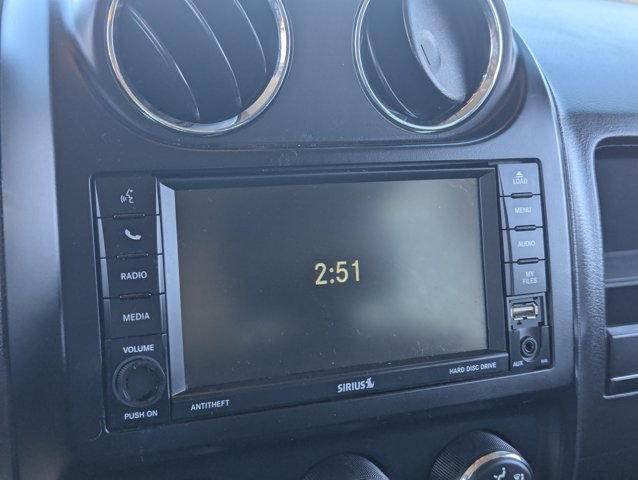 LOAD
MENU
AUDIO
MY
FILES
RADIO
MEDIA
VOLUME
PUSH ON
2:51
ANTITHEFT
SIRIUS
HARD DISC DRIVE
AUX